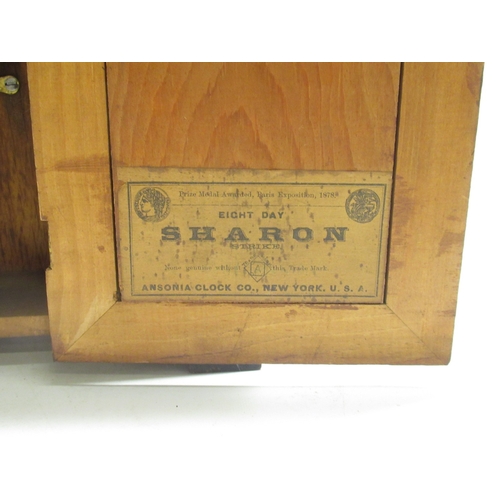 Prize Medal Awarded, Paris Exposition, 1878.
EIGHT DAY
SHARON
STRIKE
None genuine without A this Trade Mark.
ANSONIA CLOCK CO., NEW YORK, U. S. A.